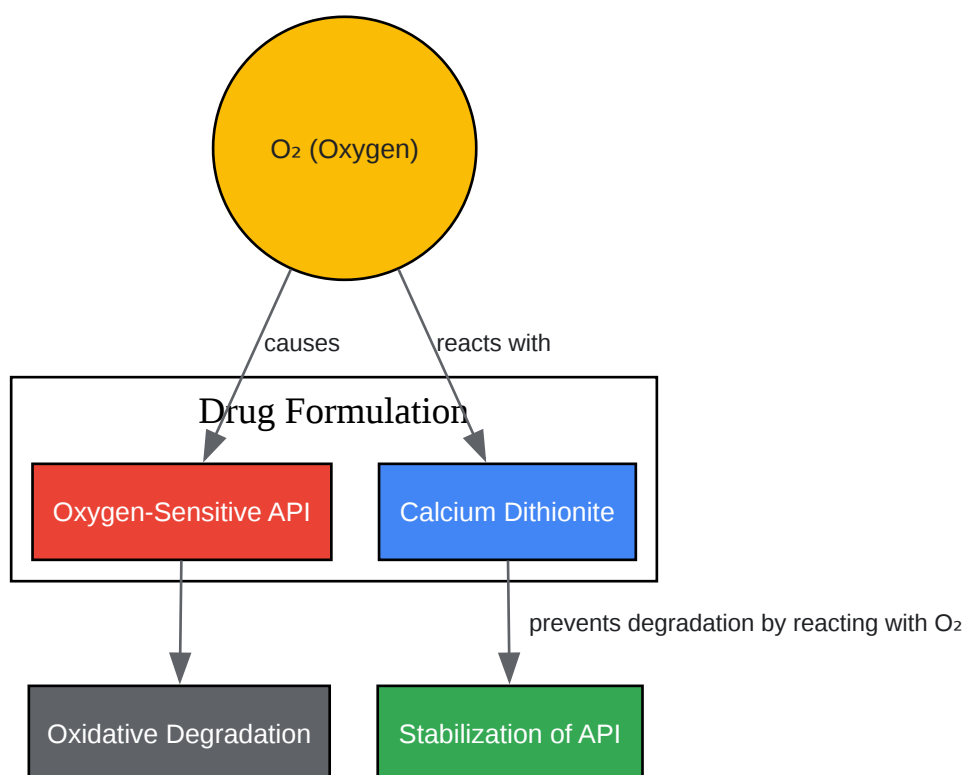 O₂ (Oxygen)
causes
reacts with
Drug Formulation
Oxygen-Sensitive API
Calcium Dithionite
prevents degradation by reacting with O₂
Oxidative Degradation
Stabilization of API